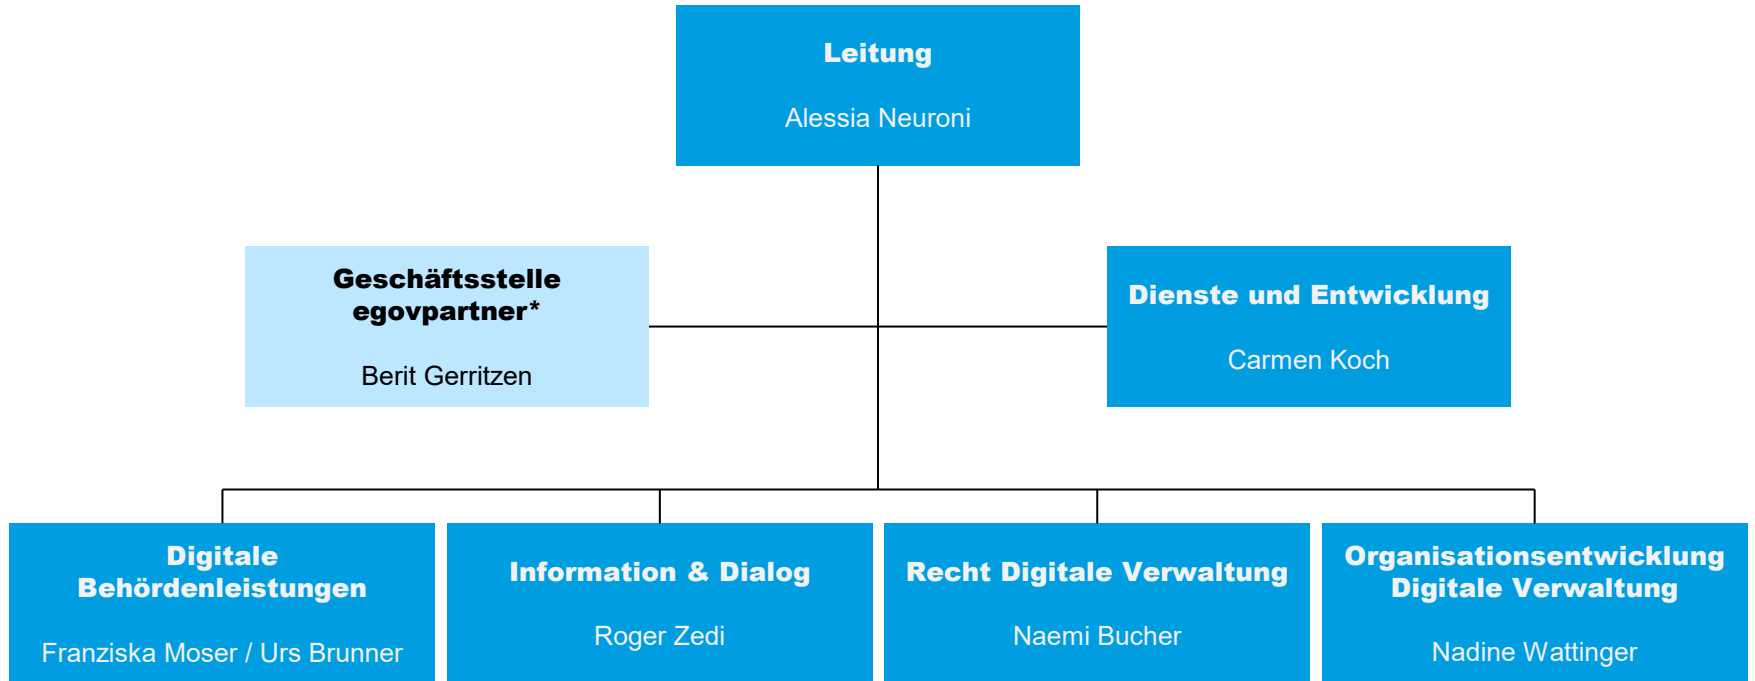 Leitung
Alessia Neuroni
Geschäftsstelle
egovpartner*
Berit Gerritzen
Dienste und Entwicklung
Carmen Koch
Digitale
Behördenleistungen
Franziska Moser / Urs Brunner
Information & Dialog
Roger Zedi
Recht Digitale Verwaltung
Naemi Bucher
Organisationsentwicklung
Digitale Verwaltung
Nadine Wattinger